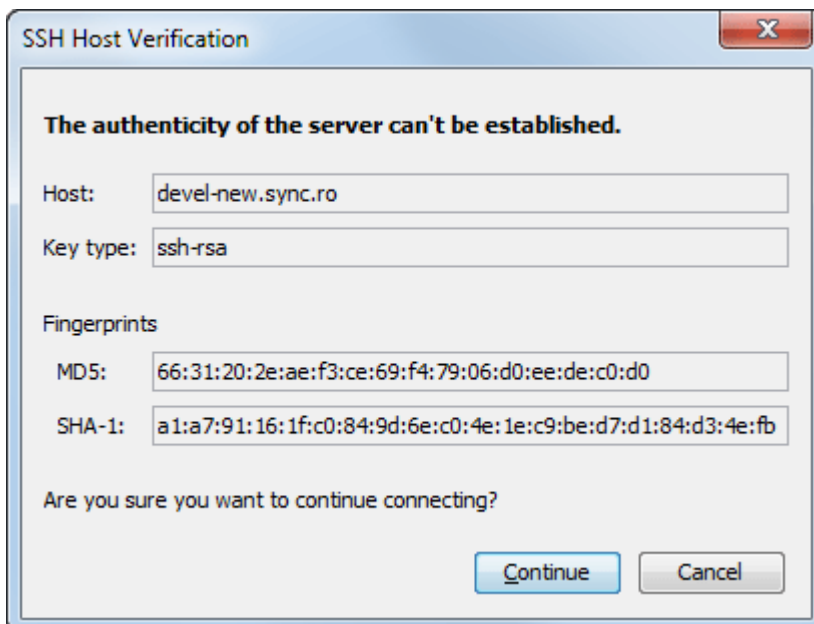 SSH Host Verification
The authenticity of the server can't be established.
Host: devel-new.sync.ro
Key type: ssh-rsa
Fingerprints
MD5: 66:31:20:2e:ae:f3:ce:69:f4:79:06:d0:ee:de:c0:d0
SHA-1: a1:a7:91:16:1f:c0:84:9d:6e:c0:4e:1e:c9:be:d7:d1:84:d3:4e:fb
Are you sure you want to continue connecting?
Continue Cancel